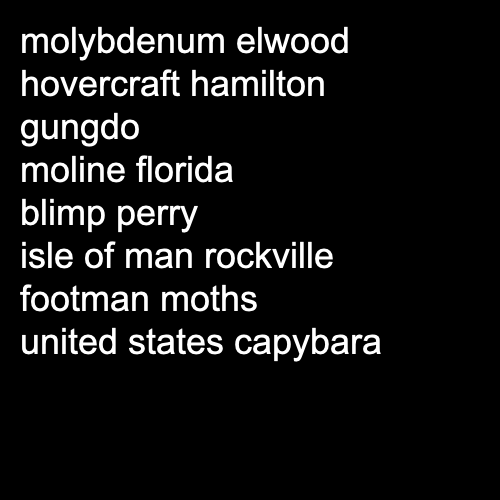 molybdenum elwood
hovercraft hamilton
gungdo
moline florida
blimp perry
isle of man rockville
footman moths
united states capybara